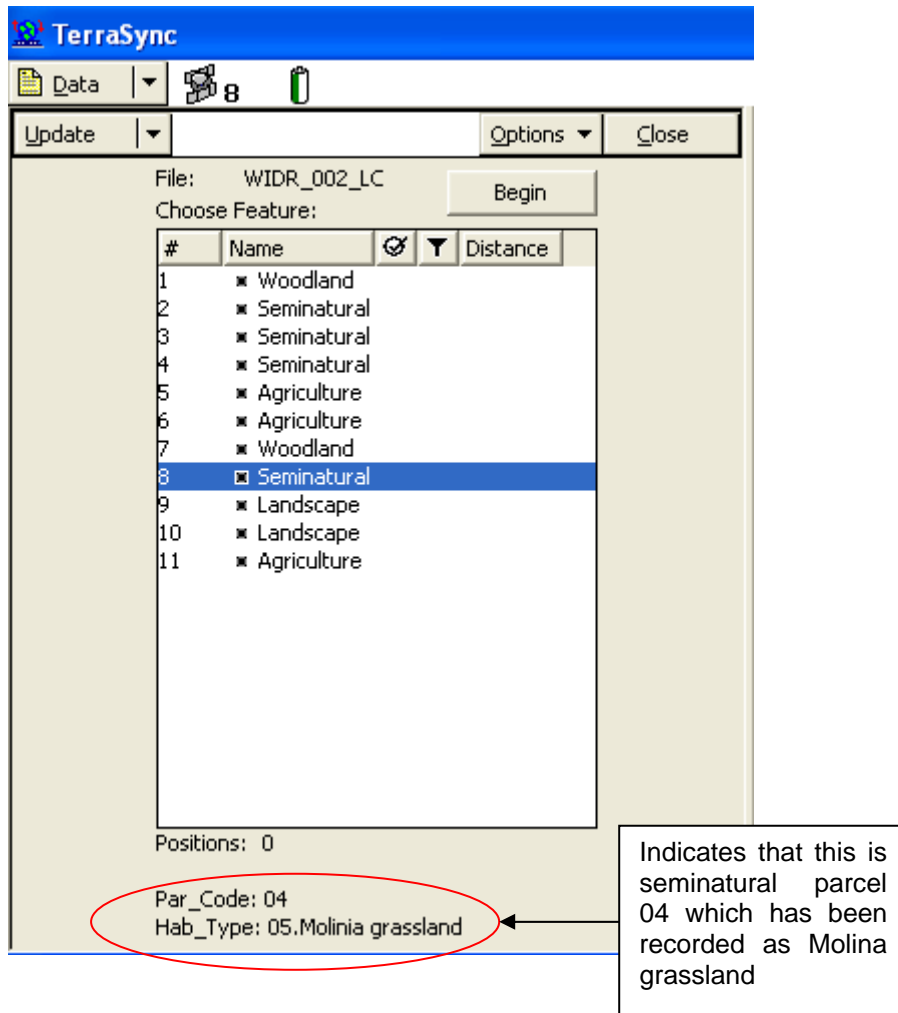 TerraSync
Data 8
Update Options Close
File: WIDR_002_LC Begin
Choose Feature:
# Name Distance
1 Woodland
2 Seminatural
3 Seminatural
4 Seminatural
5 Agriculture
6 Agriculture
7 Woodland
8 Seminatural
9 Landscape
10 Landscape
11 Agriculture
Positions: 0
Par_Code: 04
Hab_Type: 05.Molinia grassland
Indicates that this is
seminatural parcel
04 which has been
recorded as Molina
grassland